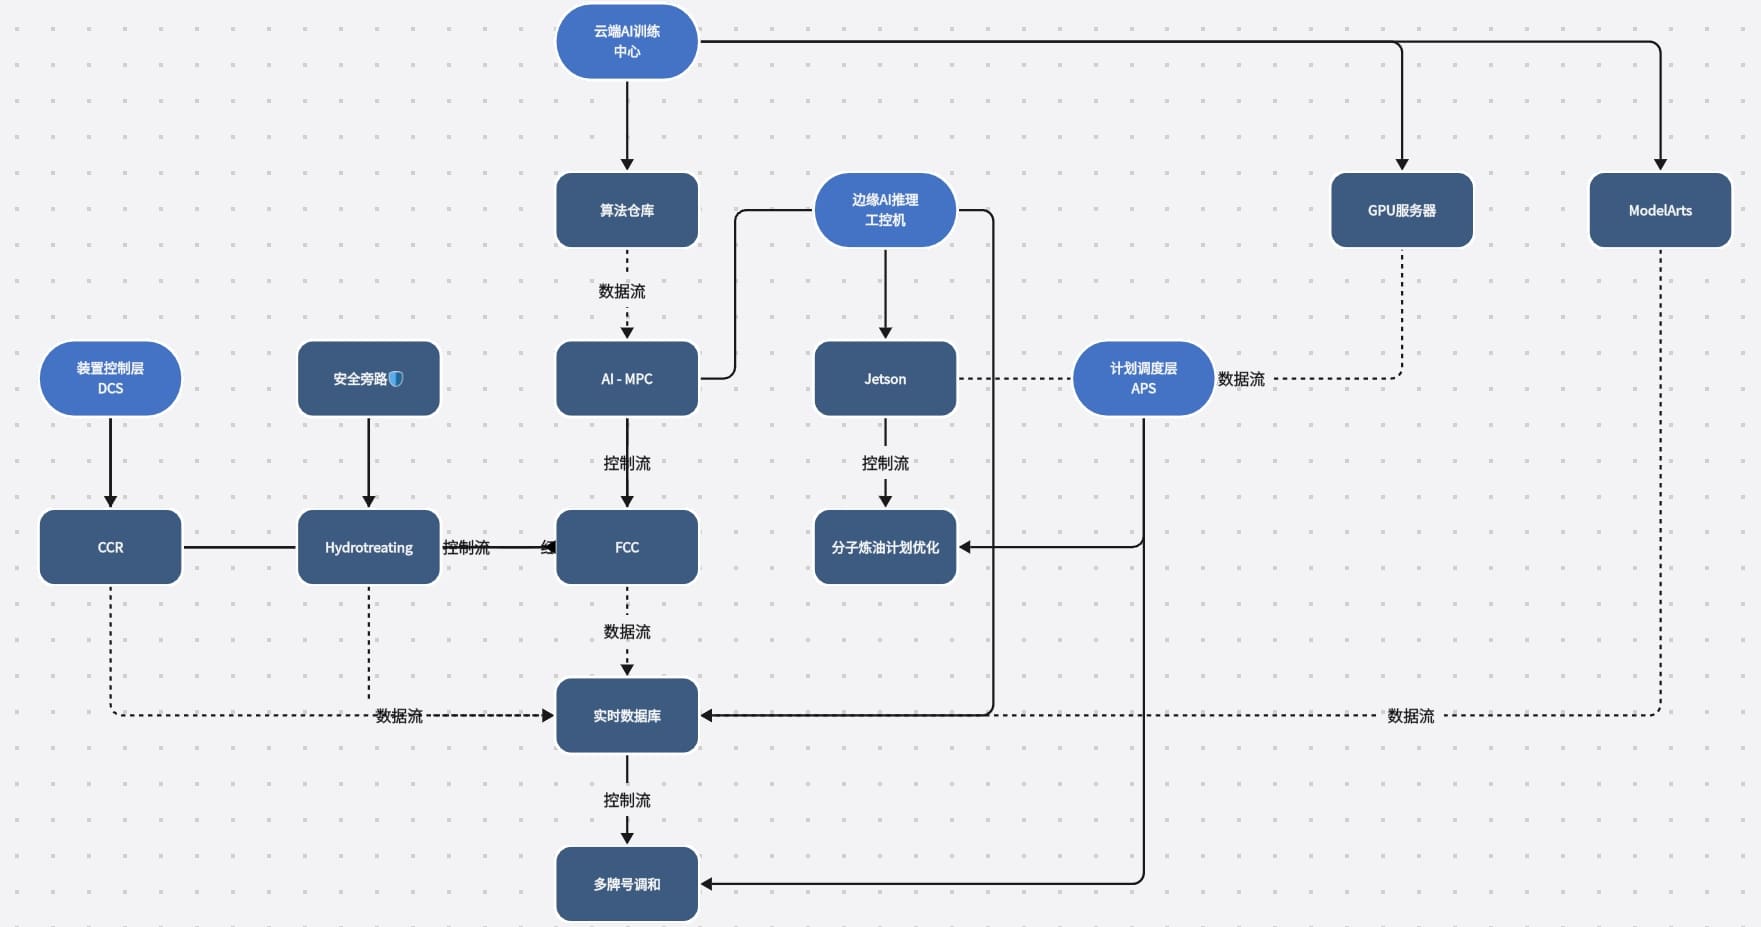 云端AI训练
中心
算法仓库
边缘AI推理
工控机
GPU服务器
ModelArts
数据流
装置控制层
DCS
安全旁路
AI - MPC
Jetson
计划调度层
APS
数据流
控制流
控制流
CCR
Hydrotreating
控制流
FCC
分子炼油计划优化
数据流
数据流
实时数据库
数据流
控制流
多牌号调和